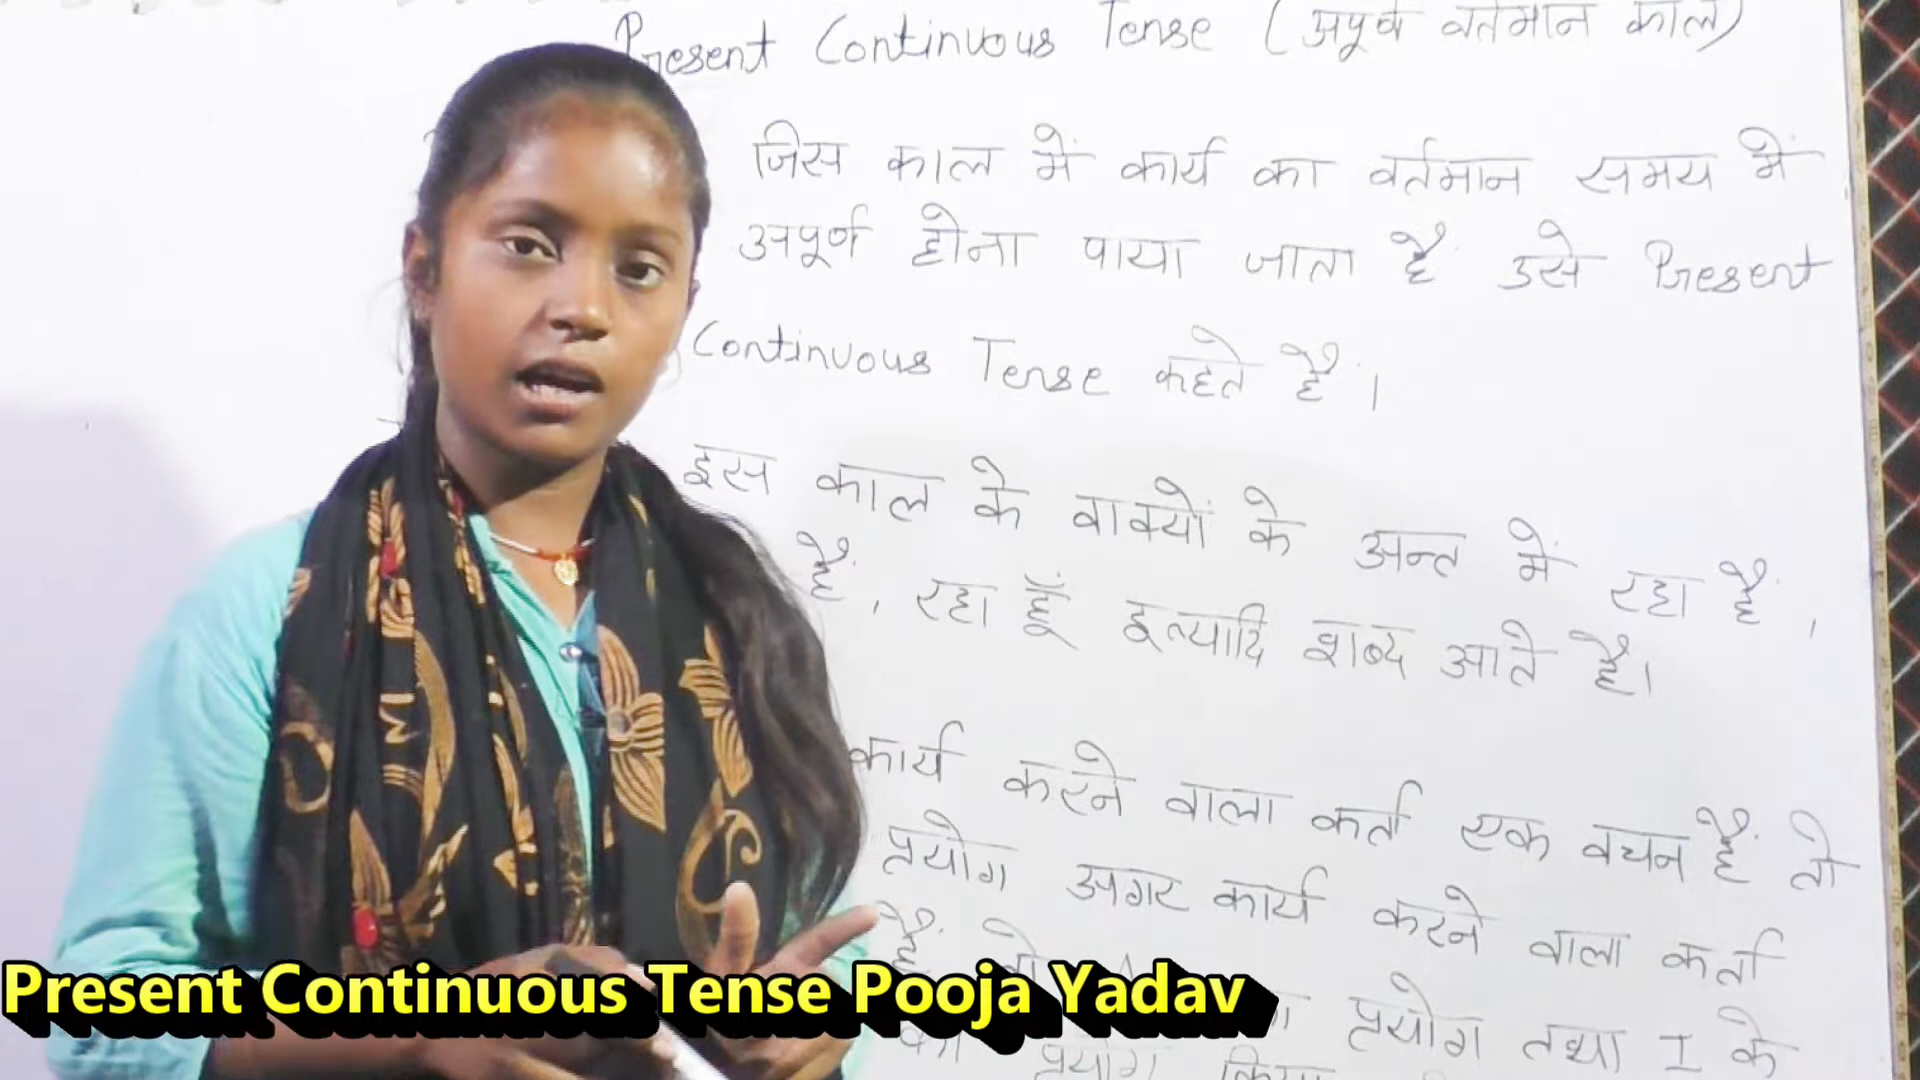 Present Continuous Tense (अपूर्ण वर्तमान काल)
जिस काल में कार्य का वर्तमान समय में
अपूर्ण होना पाया जाता है उसे Present
Continuous Tense कहते हैं।
इस काल के वाक्यों के अन्त में रहा है,
हैं, रहा हूँ इत्यादि शब्द आते हैं।
कार्य करने वाला कर्ता एक वचन हैं तो
प्रयोग अगर कार्य करने वाला कर्ता
हैं तो
प्रयोग तथा I के
का प्रयोग किया
Present Continuous Tense Pooja Yadav